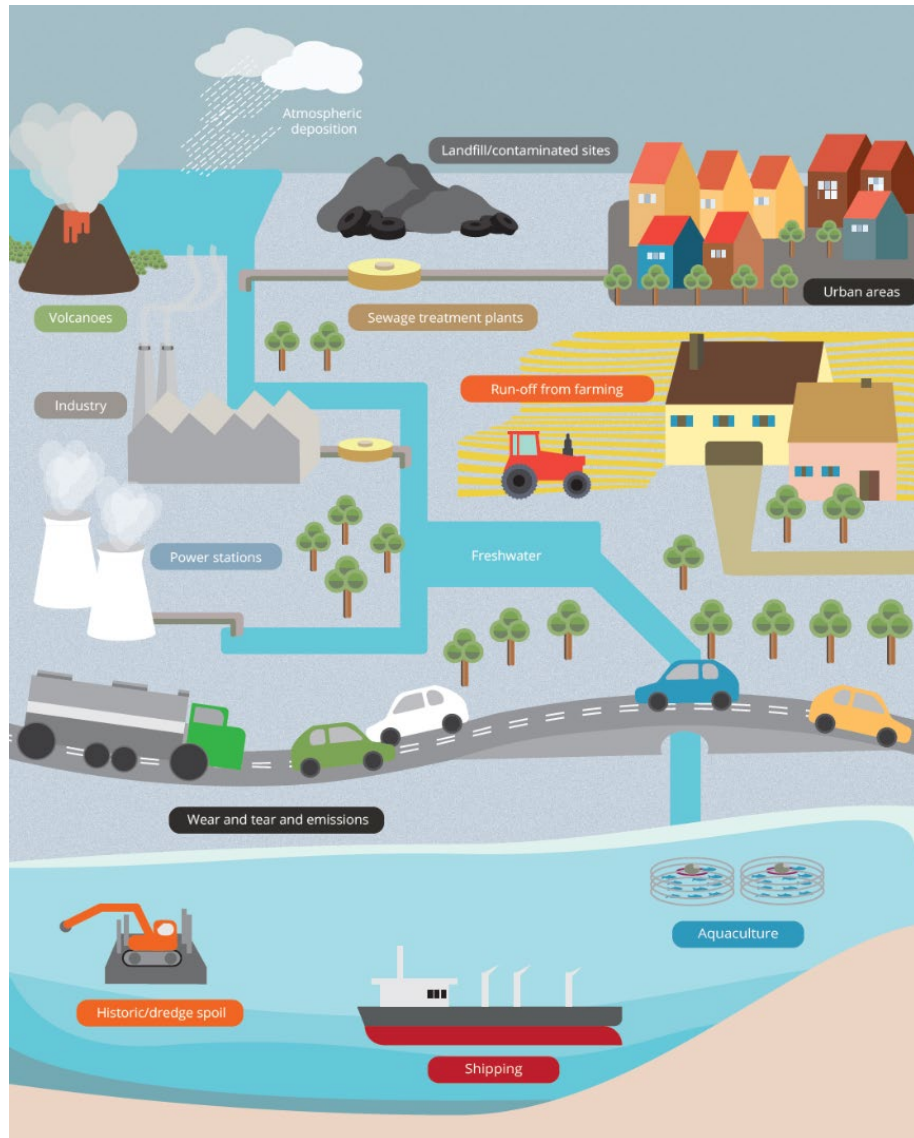 Atmospheric
deposition
Landfill/contaminated sites
Urban areas
Volcanoes
Sewage treatment plants
Run-off from farming
Industry
Power stations
Freshwater
Wear and tear and emissions
Aquaculture
Historic/dredge spoil
Shipping